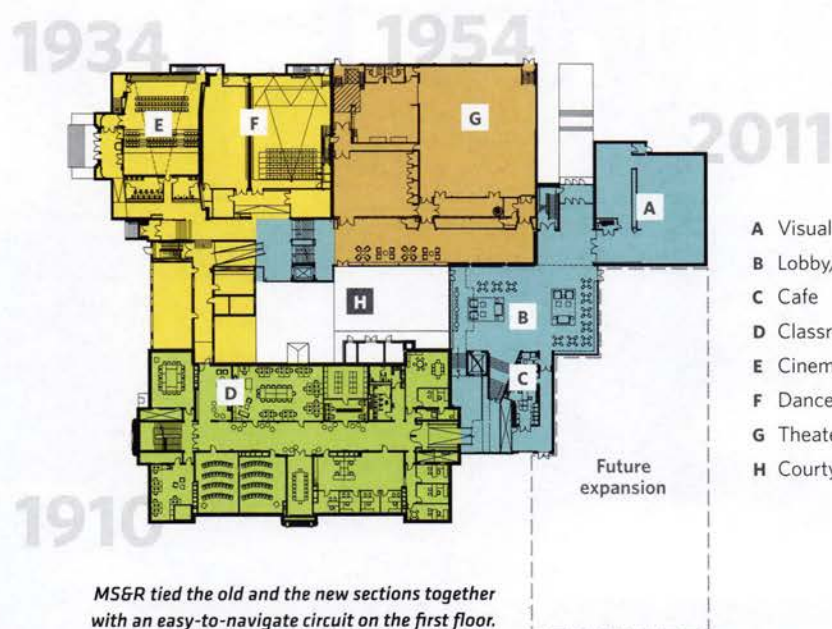 1934
1954
2011
E
F
G
A
H
B
D
C
A Visual
B Lobby/
C Cafe
D Classr
E Cinem
F Dance
G Theate
H Courty
Future
expansion
1910
MS&R tied the old and the new sections together
with an easy-to-navigate circuit on the first floor.